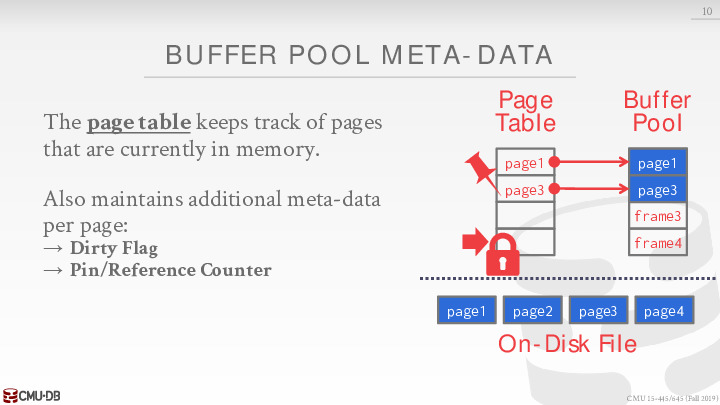 10
BUFFER POOL META-DATA
The page table keeps track of pages
that are currently in memory.
Also maintains additional meta-data
per page:
→ Dirty Flag
→ Pin/Reference Counter
Page
Table
page1
page3
Buffer
Pool
page1
page3
frame3
frame4
page1 page2 page3 page4
On-Disk File
CMU·DB
CMU 15-445/645 (Fall 2019)